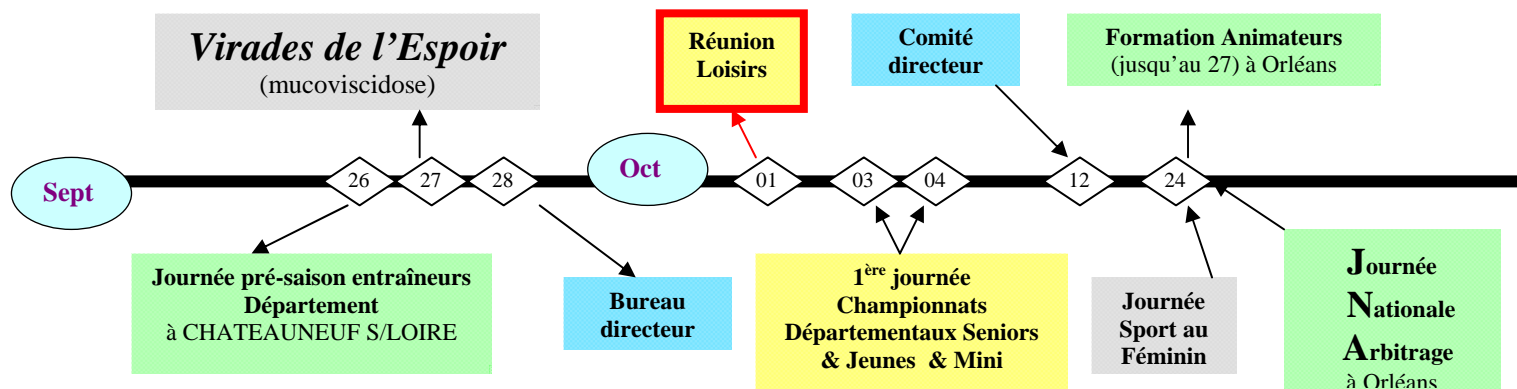 Virades de l'Espoir
(mucoviscidose)
Réunion
Loisirs
Comité
directeur
Formation Animateurs
(jusqu'au 27) à Orléans
Sept
26
27
28
Oct
01
03
04
12
24
Journée pré-saison entraîneurs
Département
à CHATEAUNEUF S/LOIRE
Bureau
directeur
1ère journée
Championnats
Départementaux Seniors
& Jeunes & Mini
Journée
Sport au
Féminin
Journée
Nationale
Arbitrage
à Orléans